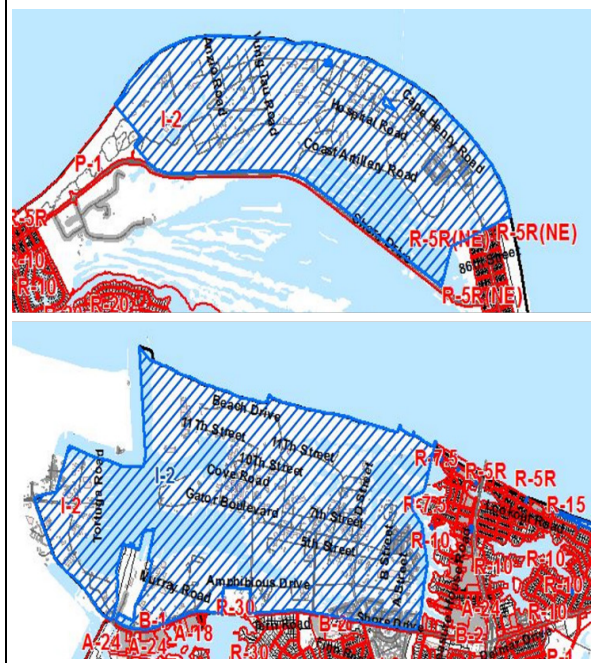 Anzio Road
Vung Tau Road
Cape Henry Road
Hospital Road
I-2
Coast Artillery Road
P-1
Shore Drive
R-5R
R-5R(NE)
R-5R(NE)
86th Street
R-10
R-10
R-20
R-5R(NE)
Beach Drive
11Th Street
11Th Street
10Th Street
Cove Road
Gator Boulevard
D Street
7th Street
5th Street
B Street
A Street
Tortuga Road
I-2
I-2
R-7.5
R-5R
R-5R
R-7.5
R-15
R-10
R-10
R-10
R-10
R-10
Murray Road
Amphibious Drive
B-1
R-30
A-24
A-24
A-18
R-30
B-2
Shore Drive
A-24
R-10
B-2
P-1